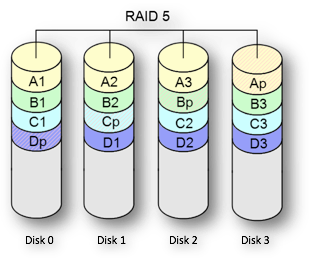 RAID 5
A1 A2 A3 Ap
B1 B2 Bp B3
C1 Cp C2 C3
Dp D1 D2 D3
Disk 0 Disk 1 Disk 2 Disk 3